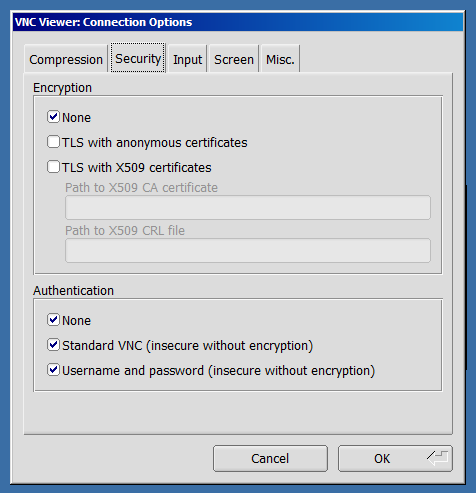 VNC Viewer: Connection Options
Compression Security Input Screen Misc.
Encryption
None
TLS with anonymous certificates
TLS with X509 certificates
Path to X509 CA certificate
Path to X509 CRL file
Authentication
None
Standard VNC (insecure without encryption)
Username and password (insecure without encryption)
Cancel OK